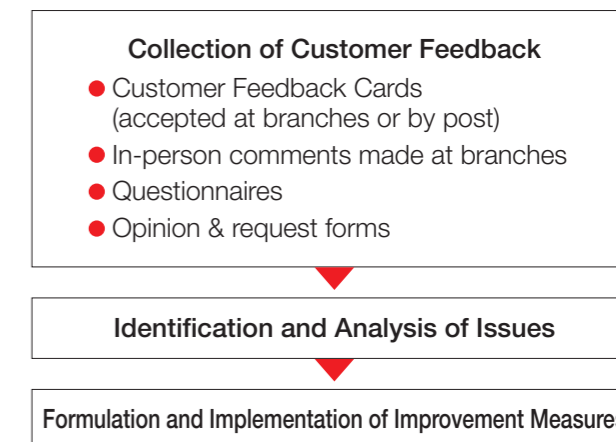 Collection of Customer Feedback
● Customer Feedback Cards
(accepted at branches or by post)
● In-person comments made at branches
● Questionnaires
● Opinion & request forms
Identification and Analysis of Issues
Formulation and Implementation of Improvement Measure